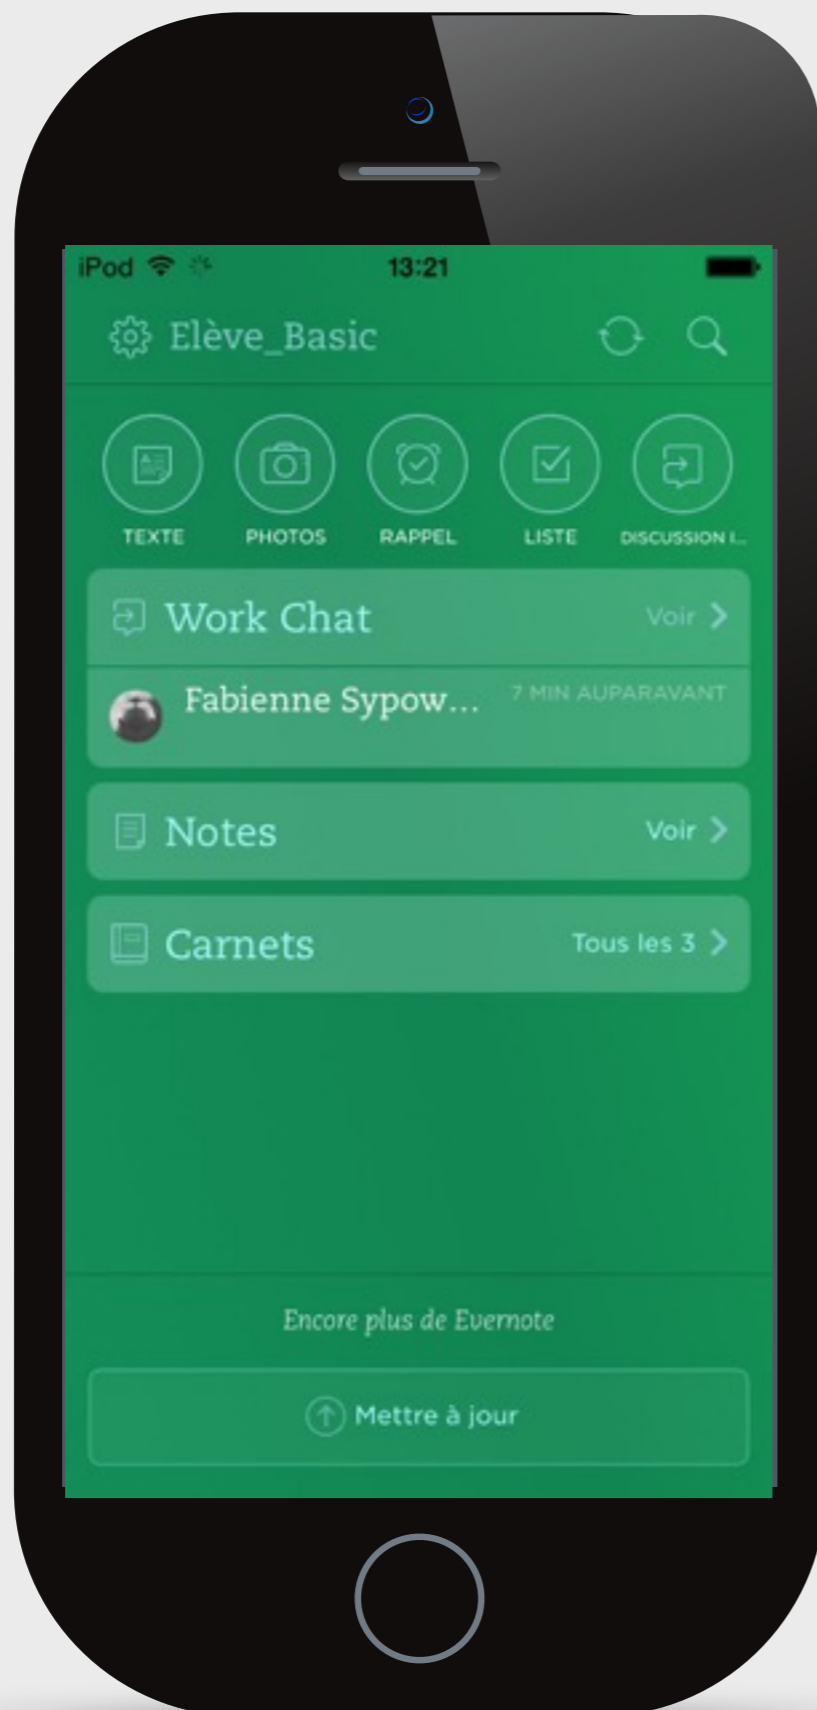 iPod 13:21
Elève_Basic
TEXTE PHOTOS RAPPEL LISTE DISCUSSION I...
Work Chat Voir
Fabienne Sypow... 7 MIN AUPARAVANT
Notes Voir
Carnets Tous les 3
Encore plus de Evernote
Mettre à jour